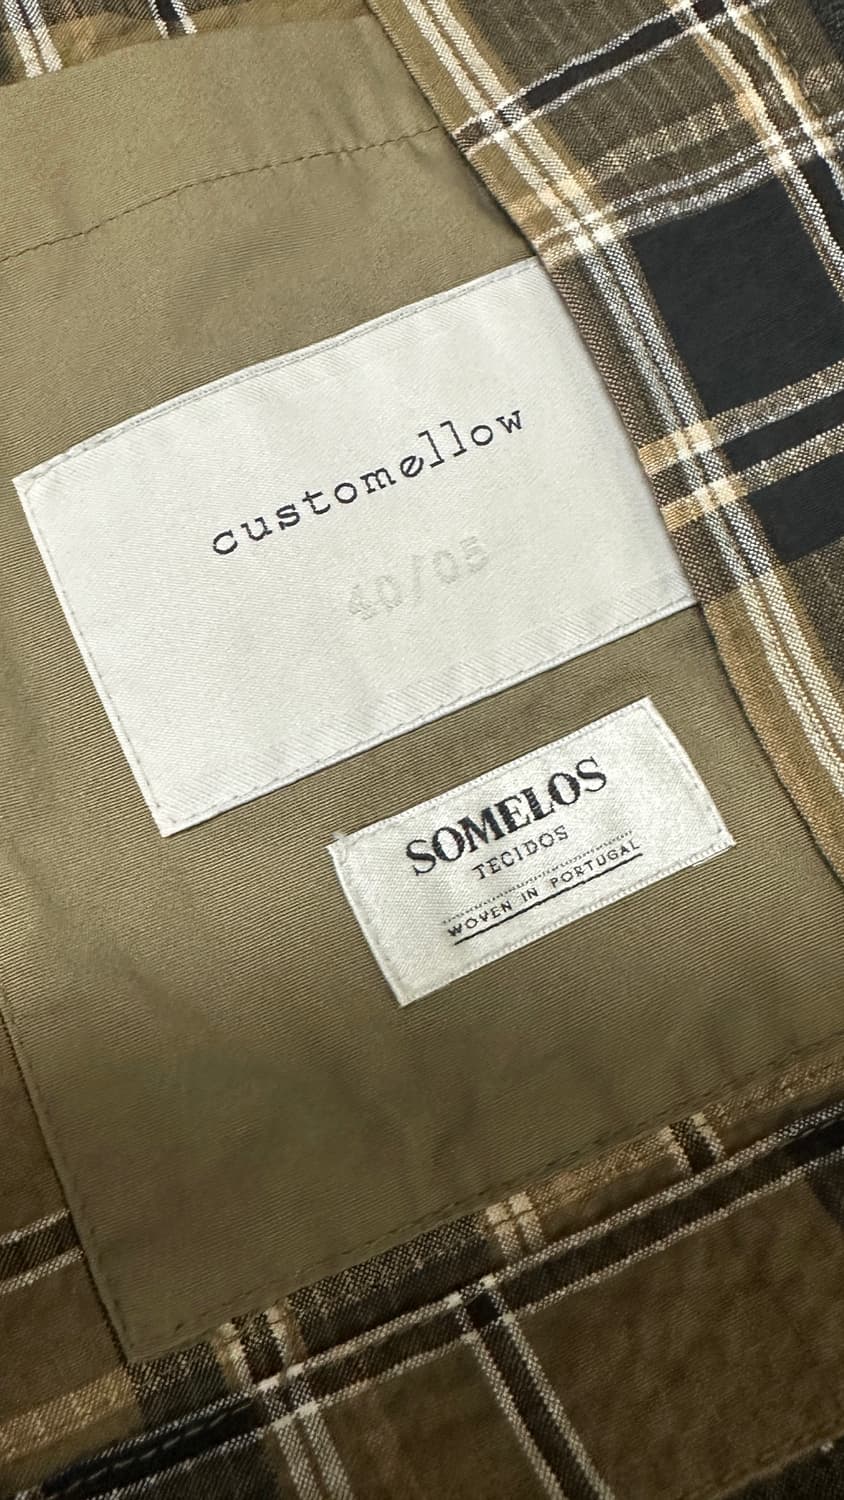 customellow
40/05
SOMELOS
TECIDOS
WOVEN IN PORTUGAL